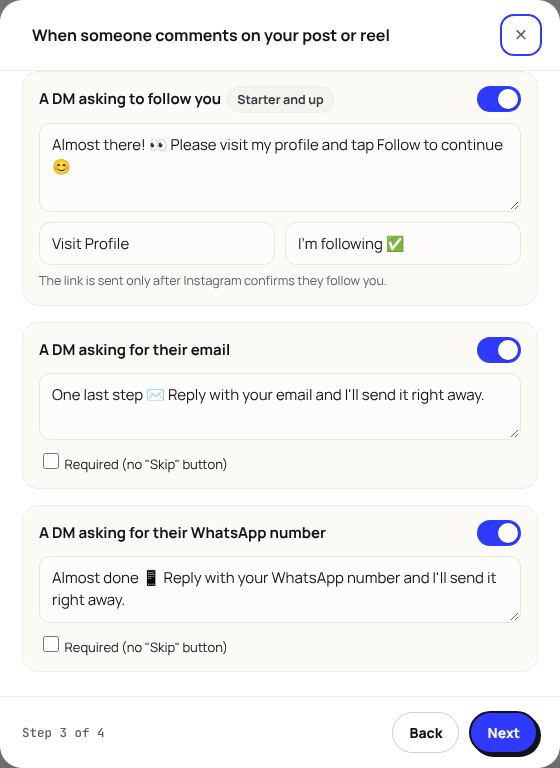 When someone comments on your post or reel
A DM asking to follow you Starter and up
Almost there! 👀 Please visit my profile and tap Follow to continue
😊
Visit Profile
I'm following ✅
The link is sent only after Instagram confirms they follow you.
A DM asking for their email
One last step ✉️ Reply with your email and I'll send it right away.
Required (no "Skip" button)
A DM asking for their WhatsApp number
Almost done 📱 Reply with your WhatsApp number and I'll send it
right away.
Required (no "Skip" button)
Step 3 of 4
Back
Next